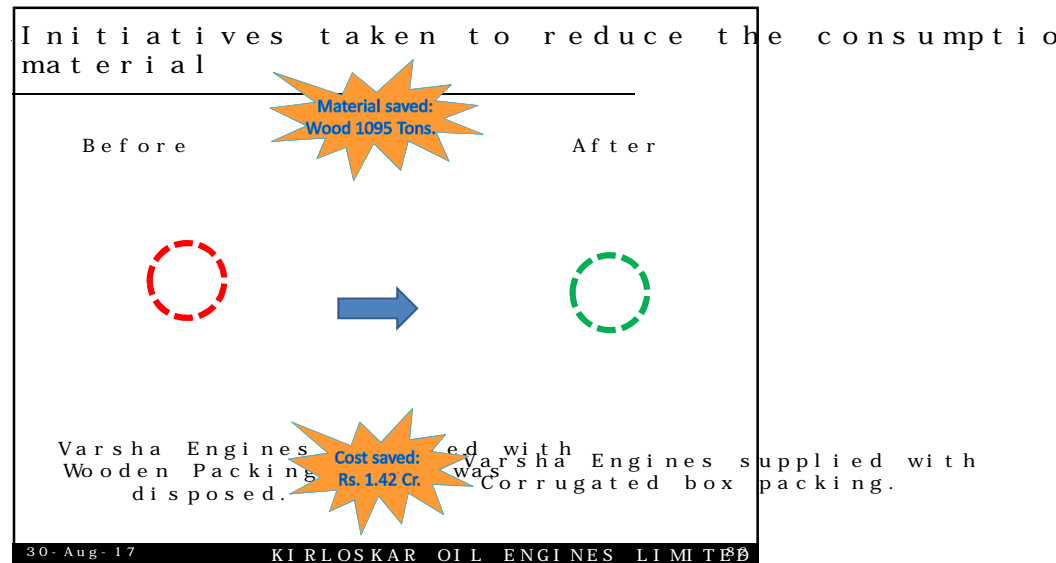 Initiatives taken to reduce the consumptio
material
Material saved:
Wood 1095 Tons.
Before
After
Varsha Engines ed with
Wooden Packing was
disposed.
Cost saved:
Rs. 1.42 Cr.
Varsha Engines supplied with
Corrugated box packing.
30-Aug-17
KIRLOSKAR OIL ENGINES LIMITED